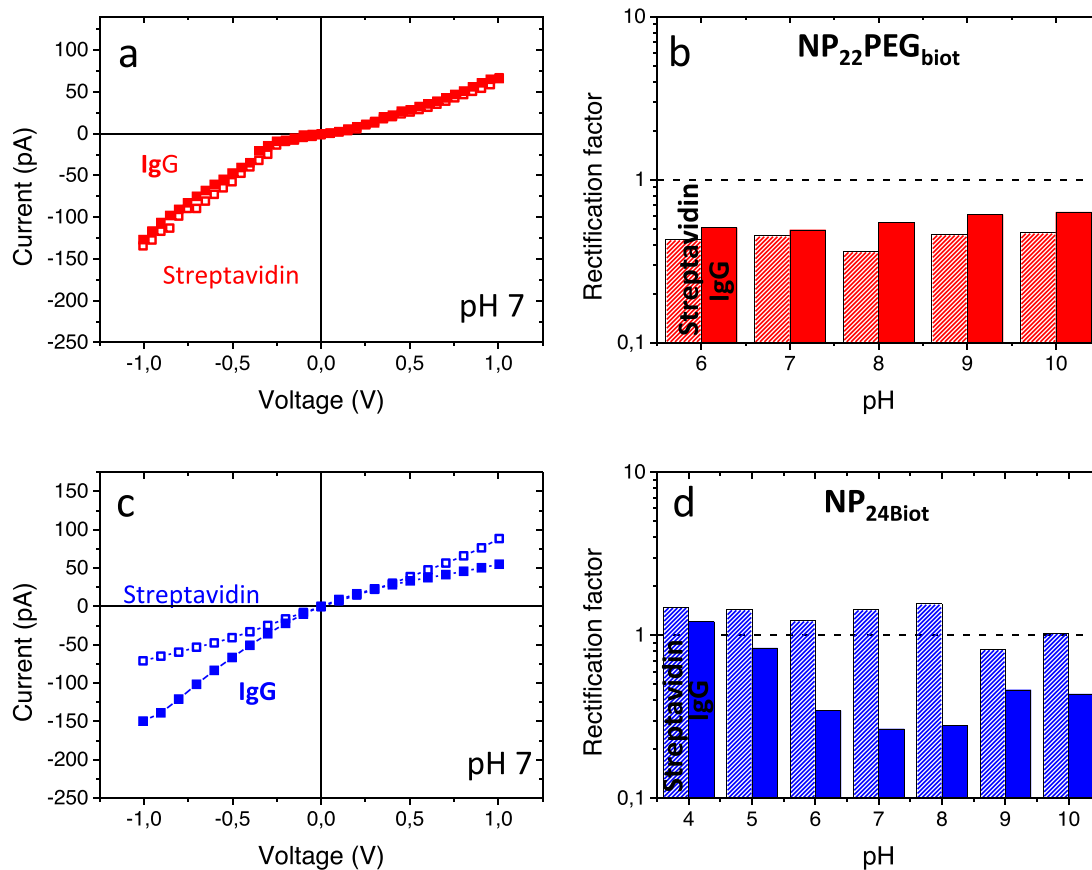 a
100
50
0
-50
-100
-150
-200
-250
Current (pA)
IgG
Streptavidin
pH 7
-1,0
-0,5
0,0
0,5
1,0
Voltage (V)
b
NP22PEGbiot
10
1
0,1
Rectification factor
Streptavidin
IgG
6
7
8
9
10
pH
c
150
100
50
0
-50
-100
-150
-200
-250
Current (pA)
Streptavidin
IgG
pH 7
-1,0
-0,5
0,0
0,5
1,0
Voltage (V)
d
NP24Biot
10
1
0,1
Rectification factor
Streptavidin
IgG
4
5
6
7
8
9
10
pH